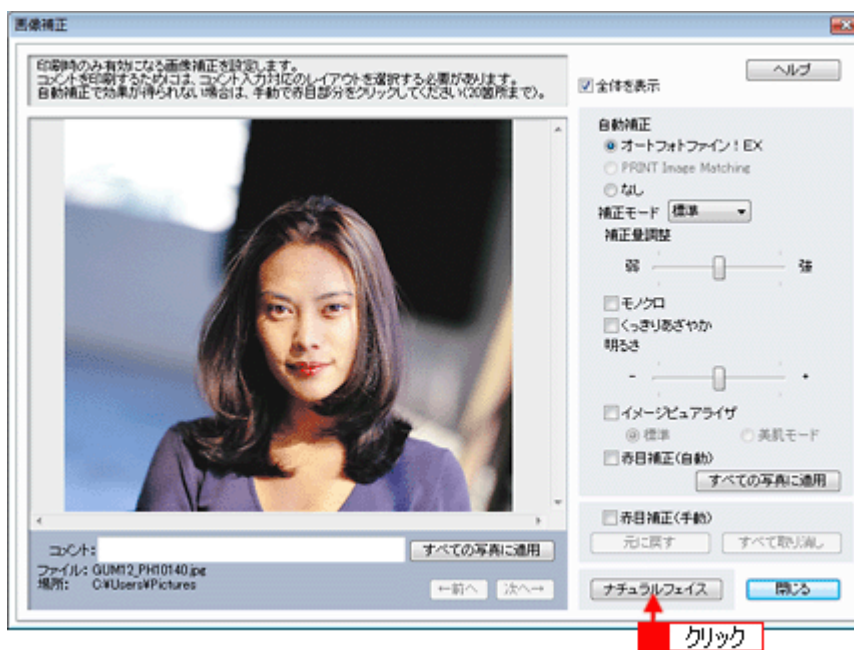 画像補正
印刷時のみ有効になる画像補正を設定します。
コメントを印刷するためには、コメント入力対応のレイアウトを選択する必要があります。
自動補正で効果が得られない場合は、手動で赤目部分をクリックしてください(20箇所まで)。
全体を表示
ヘルプ
自動補正
オートフォトファイン!EX
PRINT Image Matching
なし
補正モード 標準
補正量調整
弱 強
モノクロ
くっきりあざやか
明るさ
- +
イメージピュアライザ
標準 美肌モード
赤目補正(自動)
すべての写真に適用
赤目補正(手動)
元に戻す すべて取り消し
コメント: すべての写真に適用
ファイル: GUM12_PH10140.jpg
場所: C:¥Users¥Pictures
←前へ 次へ→
ナチュラルフェイス 閉じる
クリック